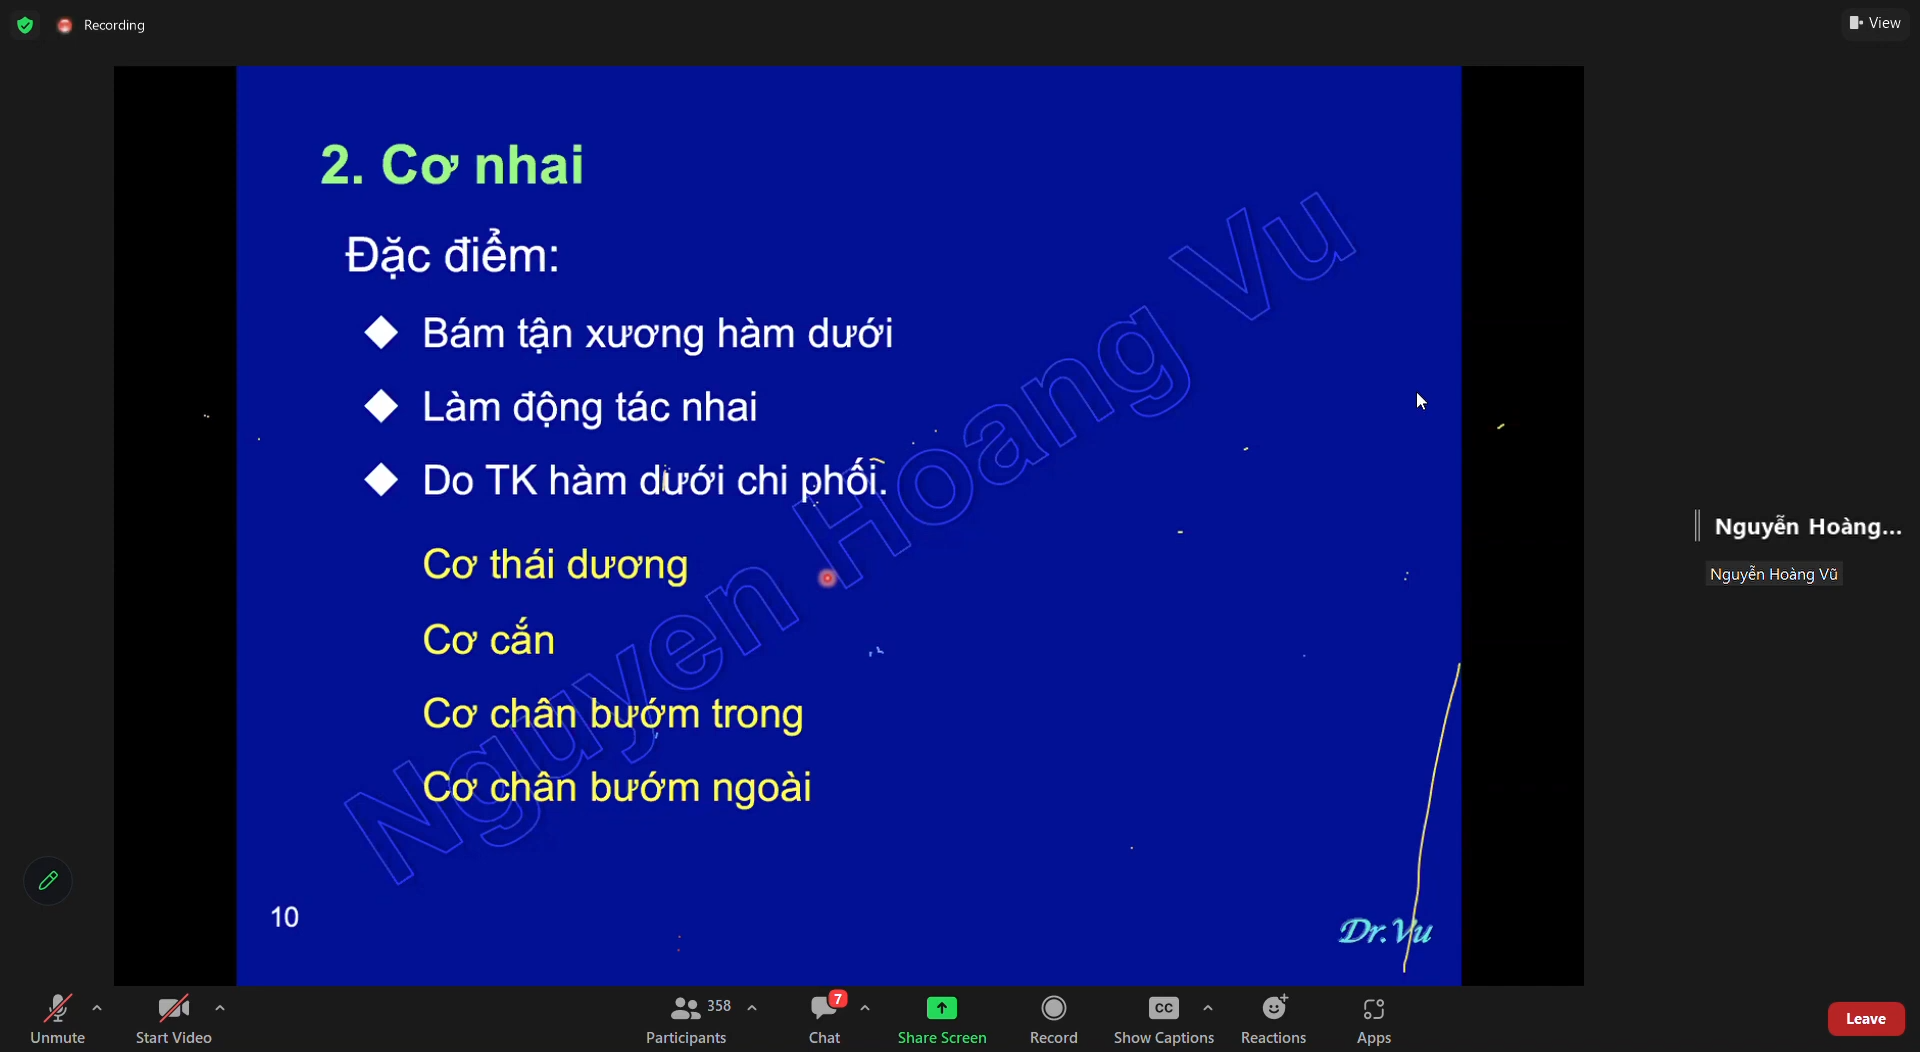 Recording
View
2. Cơ nhai
Đặc điểm:
Bám tận xương hàm dưới
Làm động tác nhai
Do TK hàm dưới chi phối.
Cơ thái dương
Cơ cắn
Cơ chân bướm trong
Cơ chân bướm ngoài
Nguyen Hoang Vu
10
Dr.Vu
Nguyễn Hoàng...
Nguyễn Hoàng Vũ
Unmute
Start Video
358
Participants
7
Chat
Share Screen
Record
CC
Show Captions
Reactions
Apps
Leave